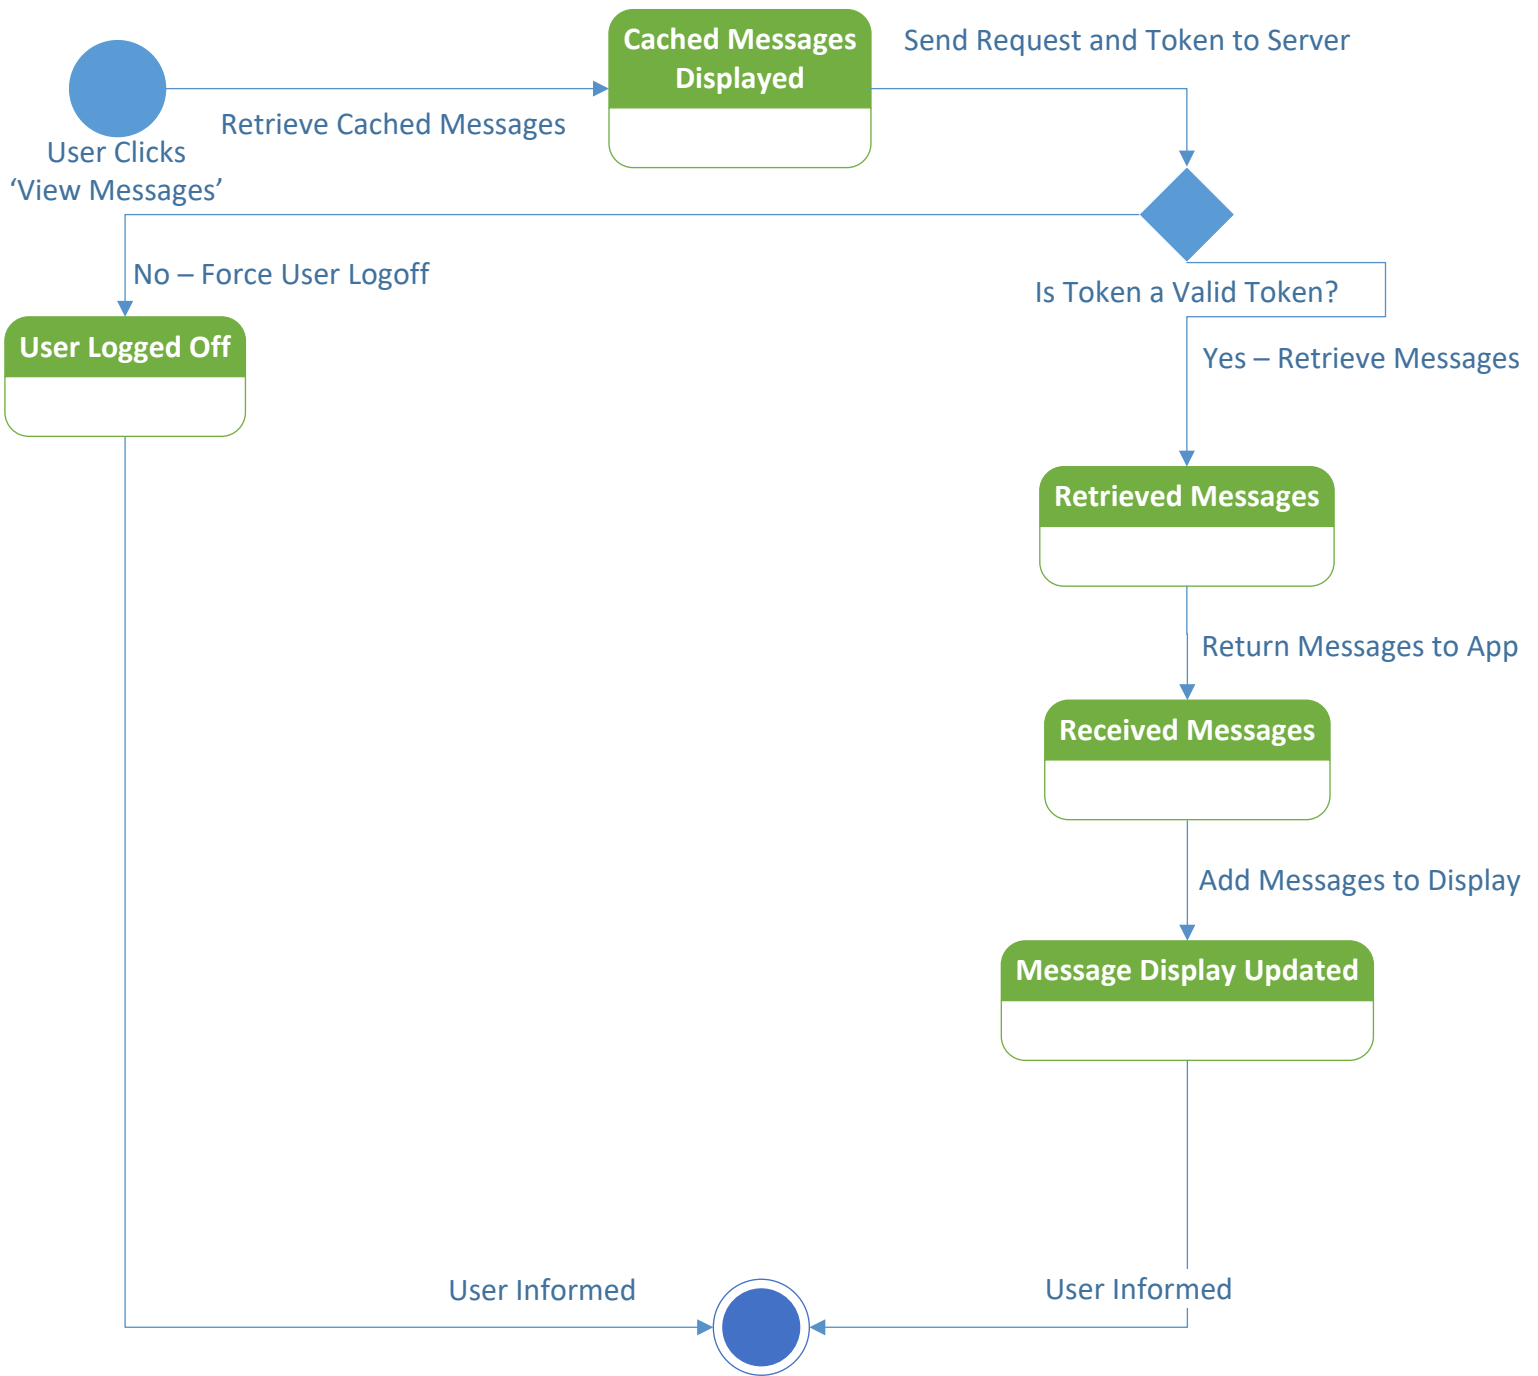 Cached Messages
Displayed
Send Request and Token to Server
Retrieve Cached Messages
User Clicks
‘View Messages’
No – Force User Logoff
Is Token a Valid Token?
User Logged Off
Yes – Retrieve Messages
Retrieved Messages
Return Messages to App
Received Messages
Add Messages to Display
Message Display Updated
User Informed
User Informed